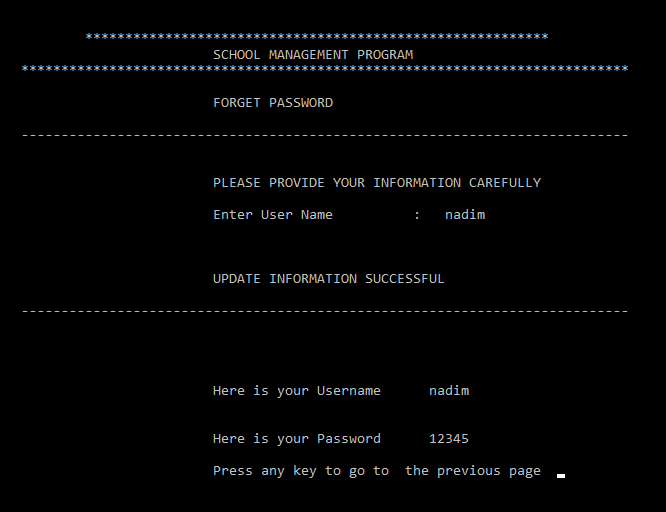 **********************************************************
SCHOOL MANAGEMENT PROGRAM
****************************************************************************
FORGET PASSWORD
----------------------------------------------------------------------------
PLEASE PROVIDE YOUR INFORMATION CAREFULLY
Enter User Name : nadim
UPDATE INFORMATION SUCCESSFUL
----------------------------------------------------------------------------
Here is your Username nadim
Here is your Password 12345
Press any key to go to the previous page